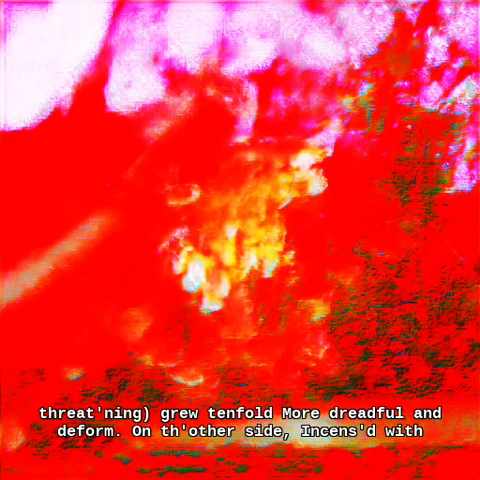 threat'ning) grew tenfold More dreadful and
deform. On th'other side, Incens'd with